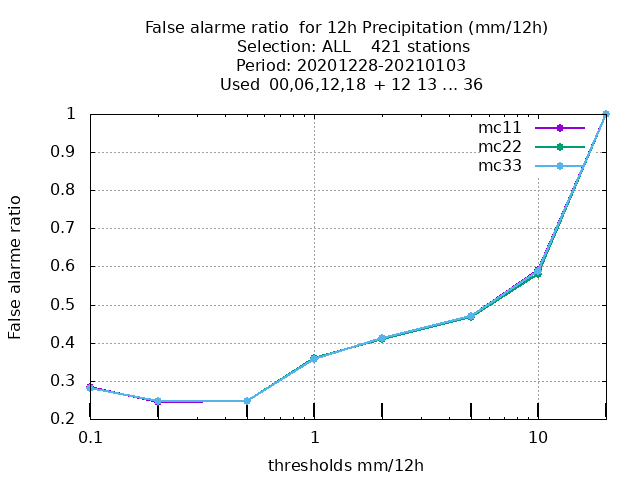 False alarme ratio  for 12h Precipitation (mm/12h)
Selection: ALL    421 stations
Period: 20201228-20210103
Used  00,06,12,18  + 12 13 ... 36
mc11
mc22
mc33
False alarme ratio
1
0.9
0.8
0.7
0.6
0.5
0.4
0.3
0.2
0.1 1 10
thresholds mm/12h